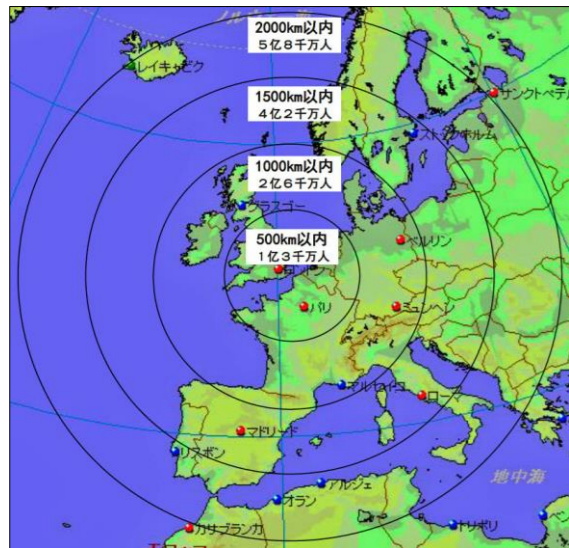 2000km以内
5億8千万人
レイキャビク
サンクトペテル
1500km以内
4億2千万人
ストックホルム
1000km以内
2億6千万人
グラスゴー
500km以内
1億3千万人
ベルリン
ロンドン
パリ
ミュンヘン
マルセイユ
ローマ
マドリード
リスボン
地中海
アルジェ
オラン
カサブランカ
トリポリ
ベン